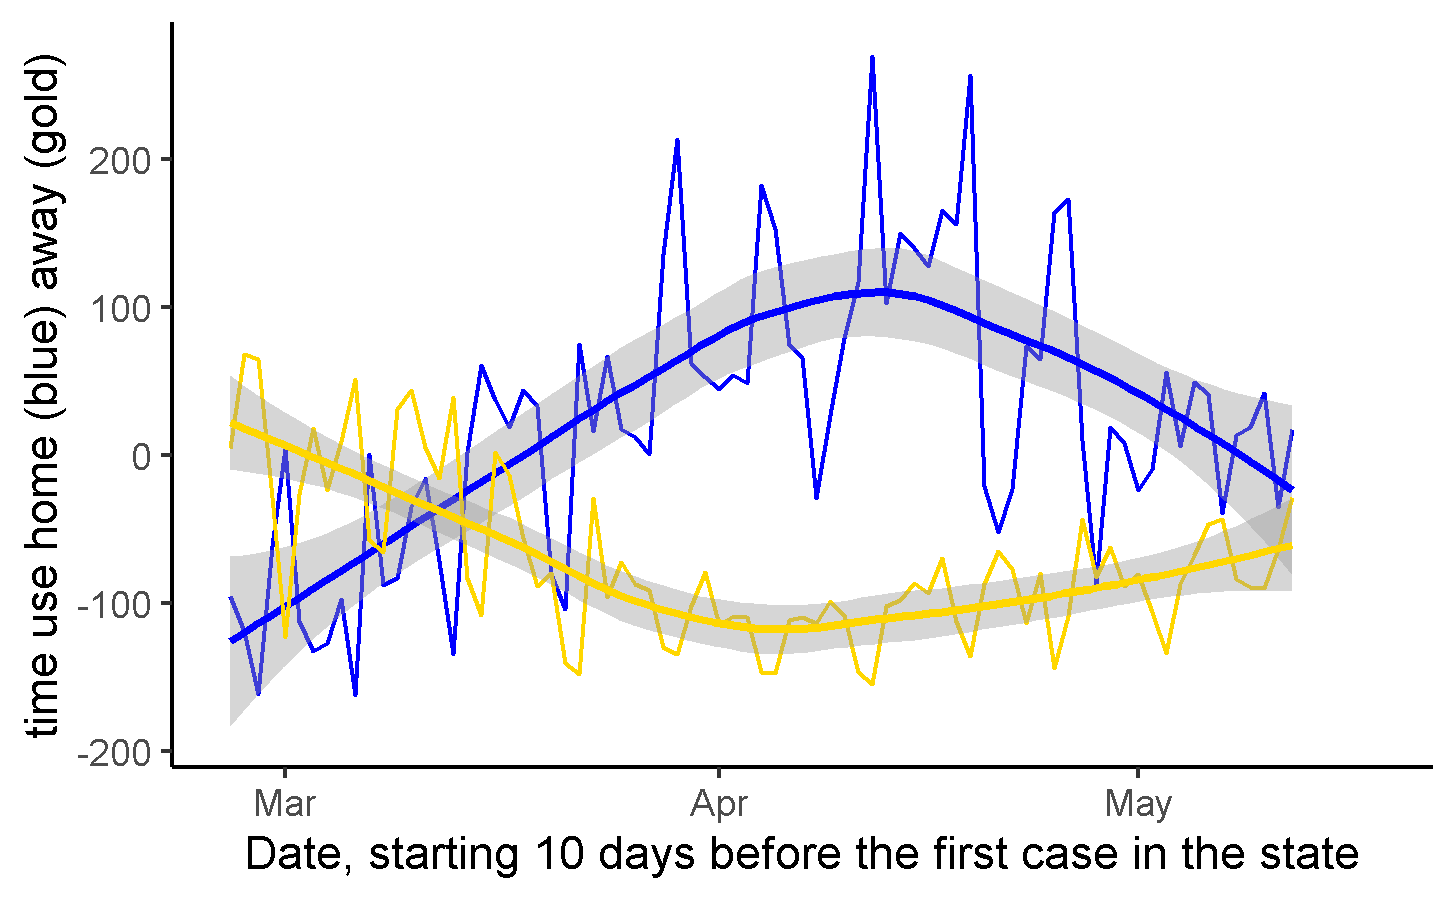 time use home (blue) away (gold)
200
100
0
-100
-200
Mar Apr May
Date, starting 10 days before the first case in the state